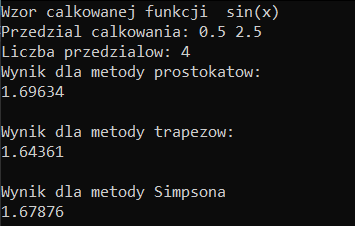 Wzor calkowanej funkcji  sin(x)
Przedzial calkowania: 0.5 2.5
Liczba przedzialow: 4
Wynik dla metody prostokatow:
1.69634
Wynik dla metody trapezow:
1.64361
Wynik dla metody Simpsona
1.67876